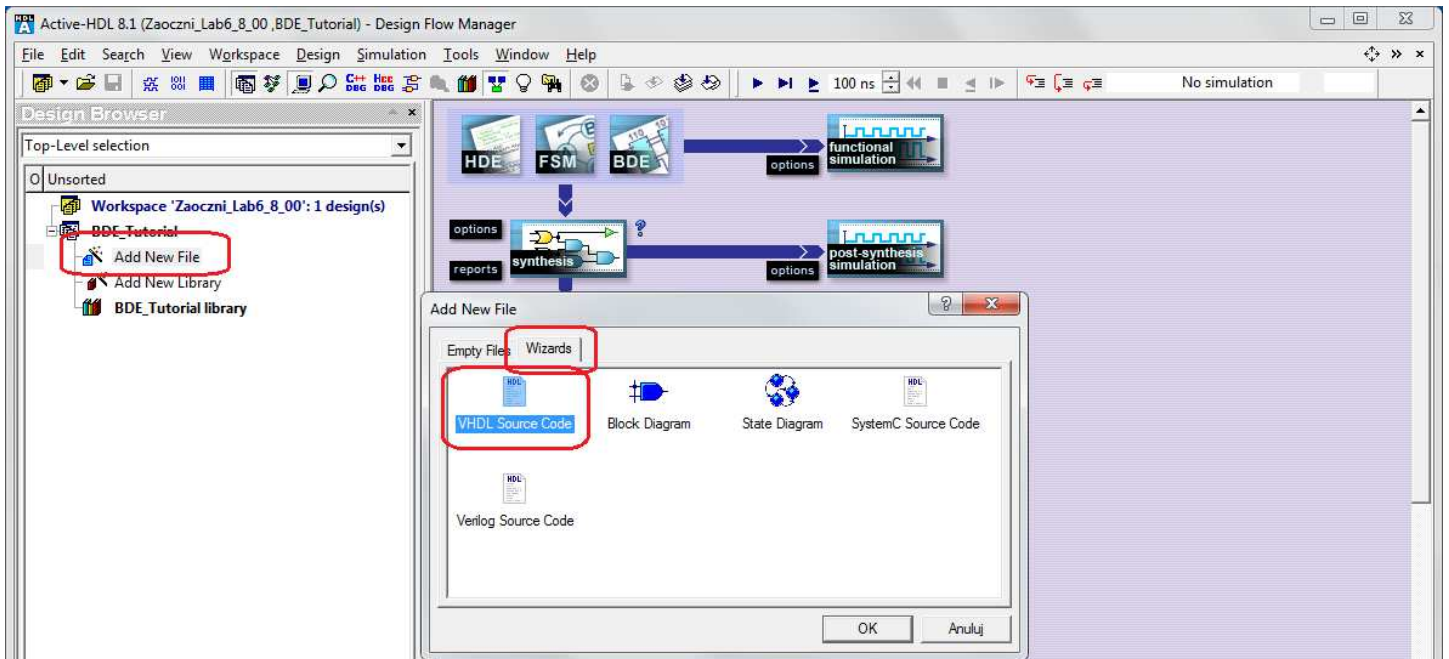 Active-HDL 8.1 (Zaoczni_Lab6_8_00 ,BDE_Tutorial) - Design Flow Manager
File Edit Search View Workspace Design Simulation Tools Window Help
C++ DBG HDE DBG 100 ns No simulation
Design Browser
Top-Level selection
O Unsorted
Workspace 'Zaoczni_Lab6_8_00': 1 design(s)
BDE_Tutorial
Add New File
Add New Library
BDE_Tutorial library
HDE FSM BDE options functional simulation
options
reports synthesis options post-synthesis simulation
Add New File
Empty Files Wizards
VHDL Source Code Block Diagram State Diagram SystemC Source Code
Verilog Source Code
OK Anuluj